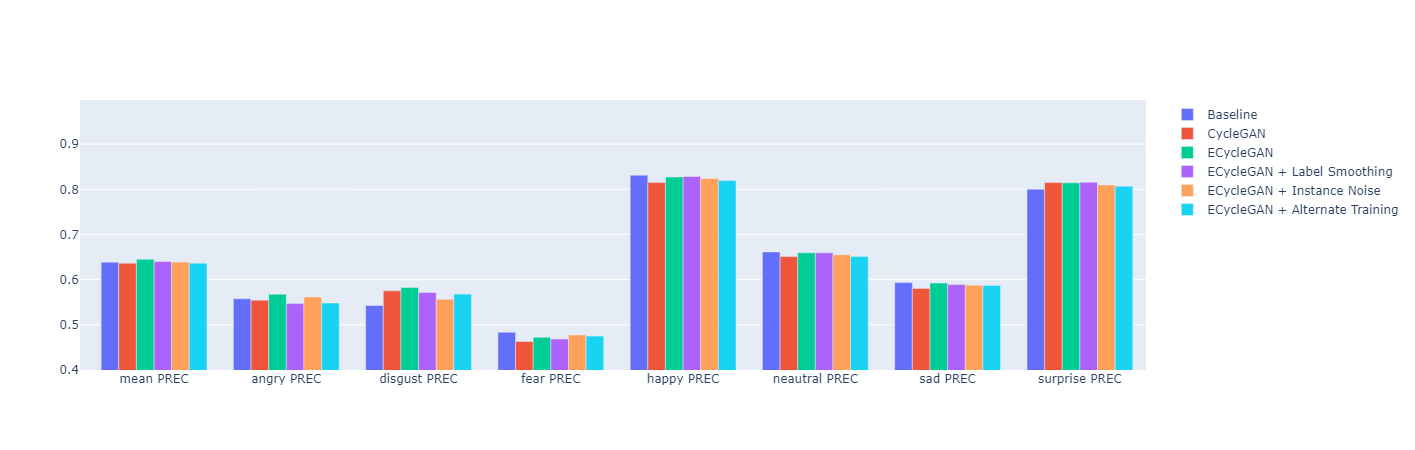 0.9
0.8
0.7
0.6
0.5
0.4
mean PREC
angry PREC
disgust PREC
fear PREC
happy PREC
neautral PREC
sad PREC
surprise PREC
Baseline
CycleGAN
ECycleGAN
ECycleGAN + Label Smoothing
ECycleGAN + Instance Noise
ECycleGAN + Alternate Training